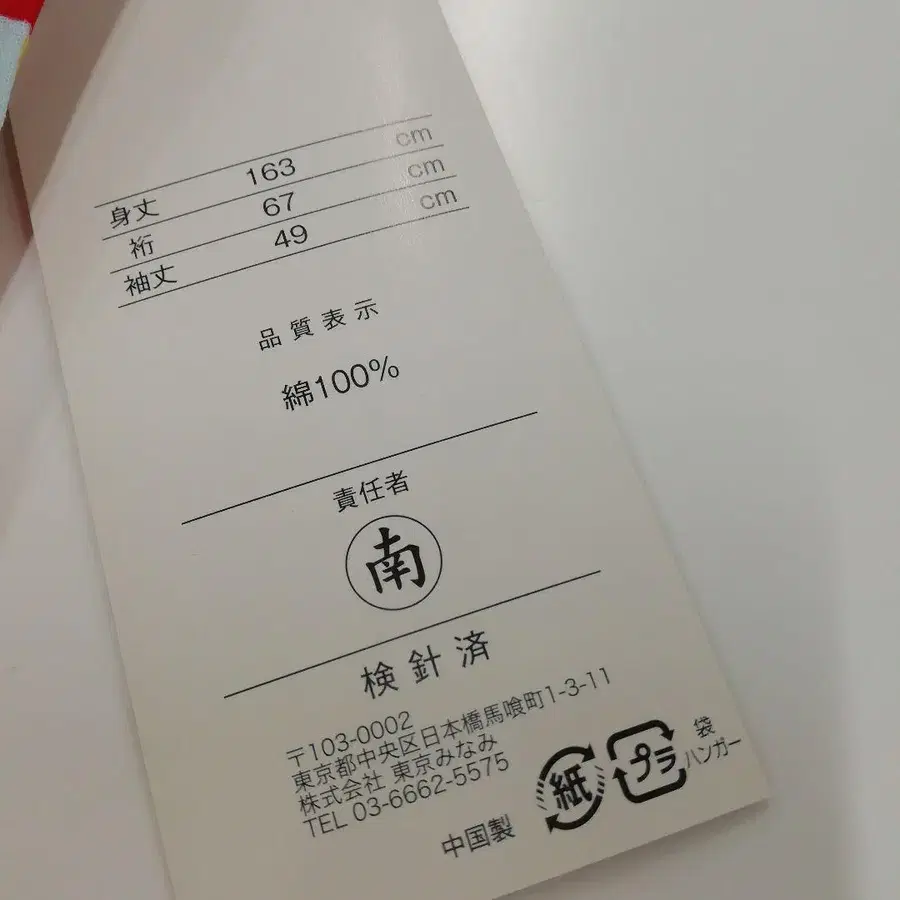 身丈 163 cm
裄 67 cm
袖丈 49 cm
品質表示
綿100%
責任者
南
検針済
〒103-0002
東京都中央区日本橋馬喰町1-3-11
株式会社 東京みなみ
TEL 03-6662-5575
中国製
紙
プラ
袋
ハンガー